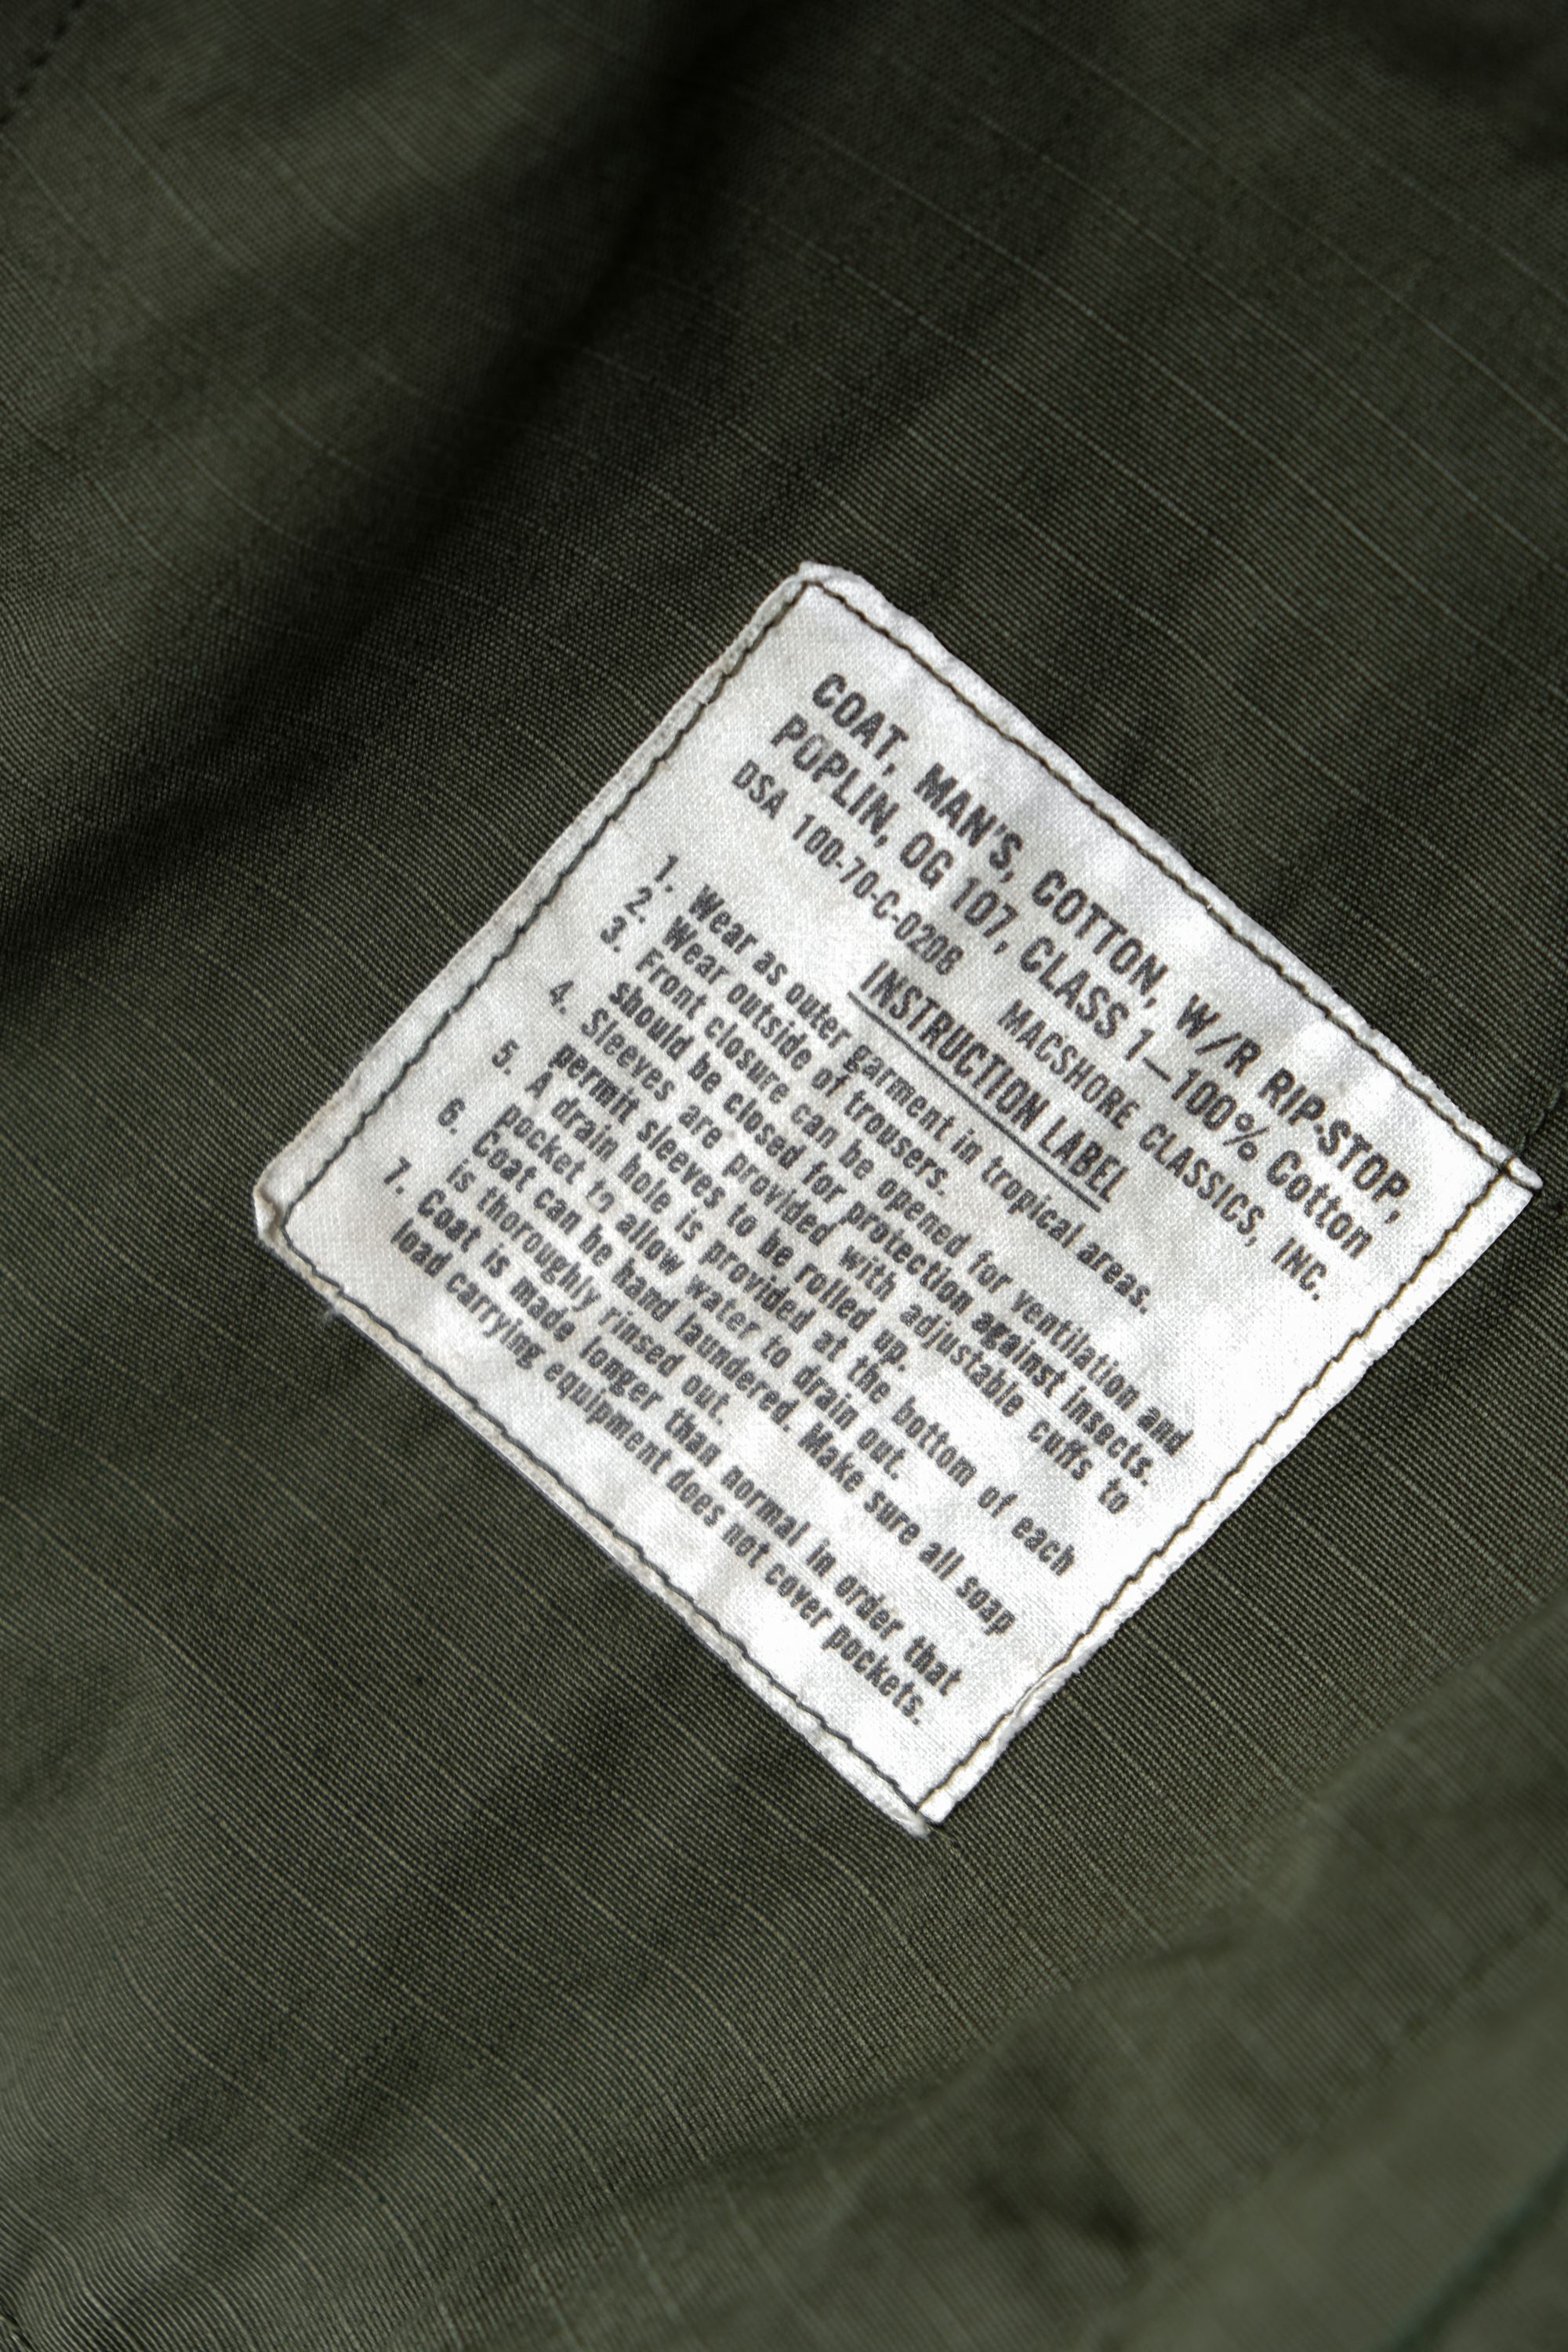 COAT, MAN'S, COTTON, W/R RIP-STOP,
POPLIN, OG 107, CLASS 1—100% Cotton
DSA 100-70-C-0208 MACSHORE CLASSICS, INC.
INSTRUCTION LABEL
1. Wear as outer garment in tropical areas.
2. Wear outside of trousers.
3. Front closure can be opened for ventilation and
should be closed for protection against insects.
4. Sleeves are provided with adjustable cuffs to
permit sleeves to be rolled up.
5. A drain hole is provided at the bottom of each
pocket to allow water to drain out.
6. Coat can be hand laundered. Make sure all soap
is thoroughly rinsed out.
7. Coat is made longer than normal in order that
load carrying equipment does not cover pockets.